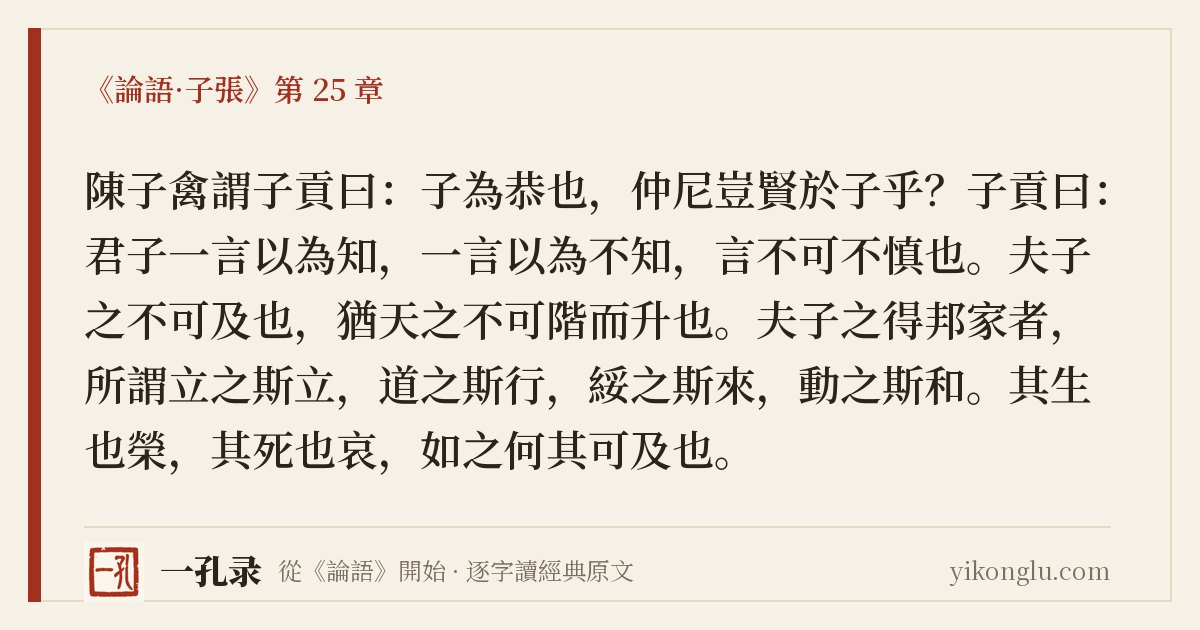 《論語·子張》第 25 章
陳子禽謂子貢曰：子為恭也，仲尼豈賢於子乎？子貢曰：
君子一言以為知，一言以為不知，言不可不慎也。夫子
之不可及也，猶天之不可階而升也。夫子之得邦家者，
所謂立之斯立，道之斯行，綏之斯來，動之斯和。其生
也榮，其死也哀，如之何其可及也。
一孔
一孔录
從《論語》開始 · 逐字讀經典原文
yikonglu.com